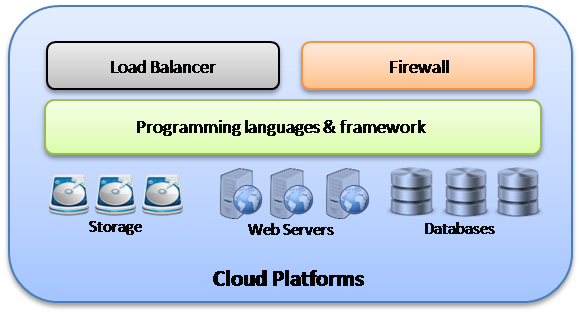 Load Balancer
Firewall
Programming languages & framework
Storage
Web Servers
Databases
Cloud Platforms